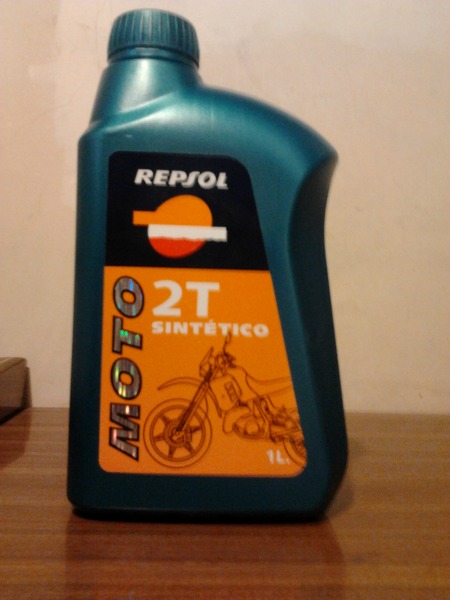 REPSOL
MOTO
2T
SINTÉTICO
1L.